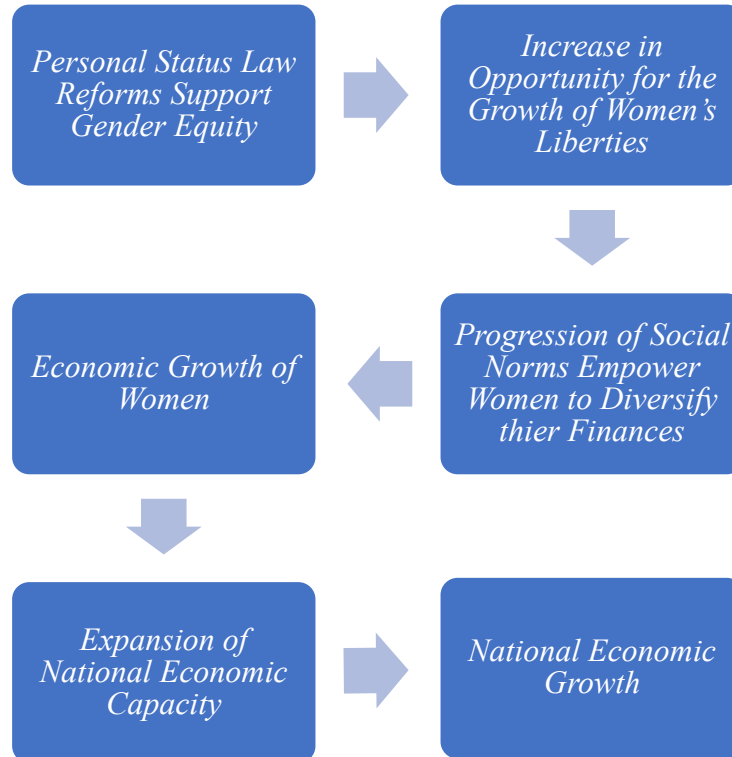 Personal Status Law
Reforms Support
Gender Equity
Increase in
Opportunity for the
Growth of Women's
Liberties
Progression of Social
Norms Empower
Women to Diversify
thier Finances
Economic Growth of
Women
Expansion of
National Economic
Capacity
National Economic
Growth